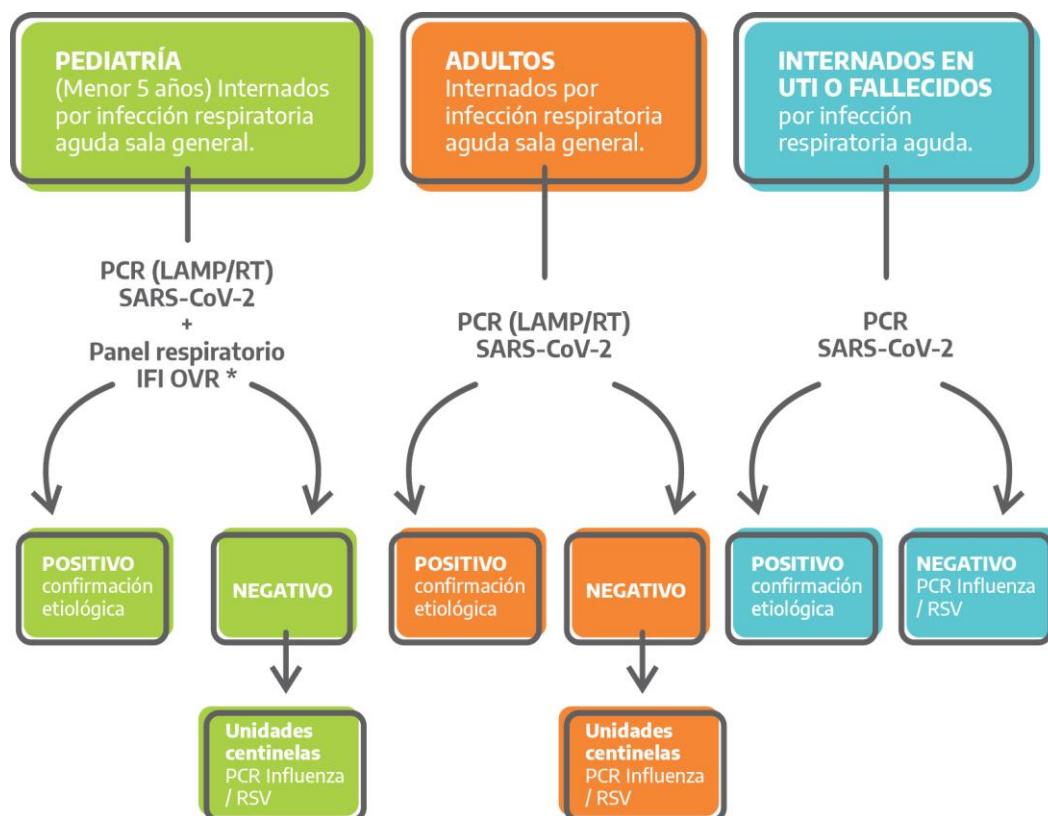 PEDIATRÍA
(Menor 5 años) Internados
por infección respiratoria
aguda sala general.
PCR (LAMP/RT)
SARS-CoV-2
+
Panel respiratorio
IFI OVR *
POSITIVO
confirmación
etiológica
NEGATIVO
Unidades
centinelas
PCR Influenza
/ RSV
ADULTOS
Internados por
infección respiratoria
aguda sala general.
PCR (LAMP/RT)
SARS-CoV-2
POSITIVO
confirmación
etiológica
NEGATIVO
Unidades
centinelas
PCR Influenza
/ RSV
INTERNADOS EN
UTI O FALLECIDOS
por infección
respiratoria aguda.
PCR
SARS-CoV-2
POSITIVO
confirmación
etiológica
NEGATIVO
PCR Influenza
/ RSV